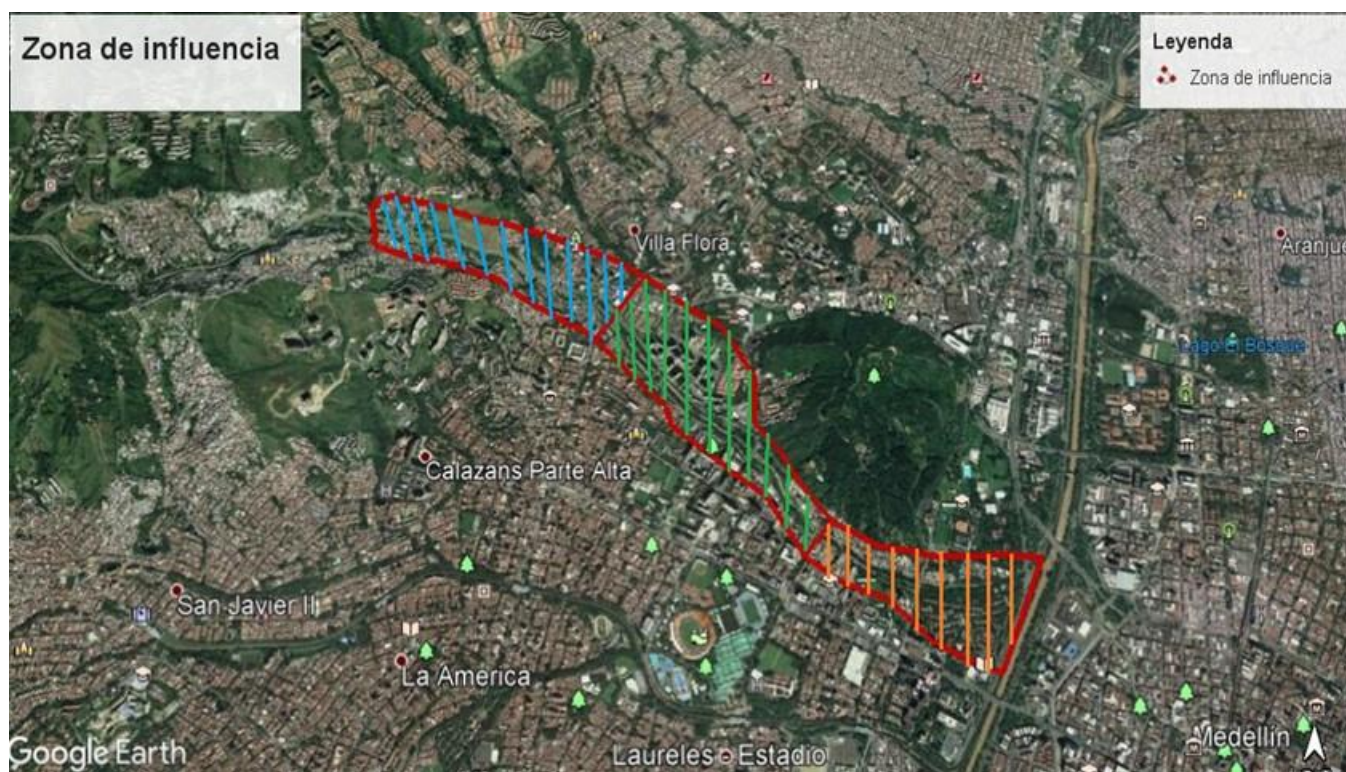 Zona de influencia
Leyenda
Zona de influencia
Villa Flora
Aranjue
Lago El Bosque
Calazans Parte Alta
San Javier II
La America
Medellín
Laureles - Estadio
Google Earth